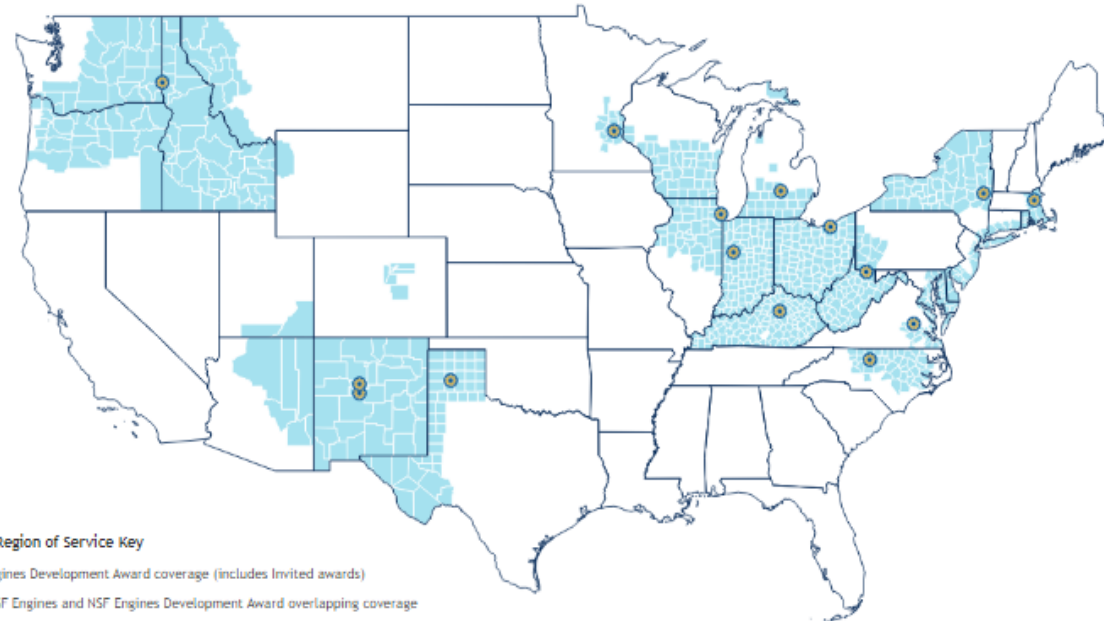 Region of Service Key
gines Development Award coverage (includes Invited awards)
SF Engines and NSF Engines Development Award overlapping coverage